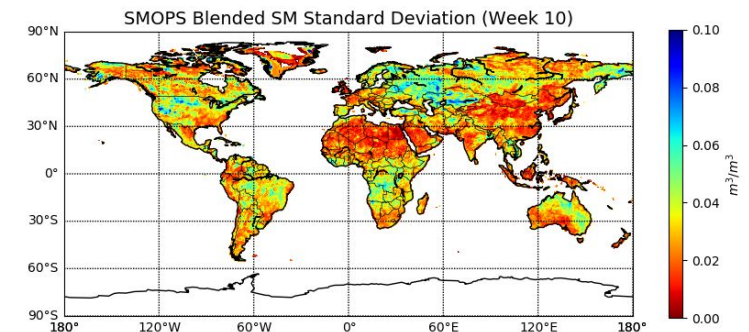 SMOPS Blended SM Standard Deviation (Week 10)
90°N
60°N
30°N
0°
30°S
60°S
90°S
180° 120°W 60°W 0° 60°E 120°E 180°
0.10
0.08
0.06
0.04
0.02
0.00
m³/m³